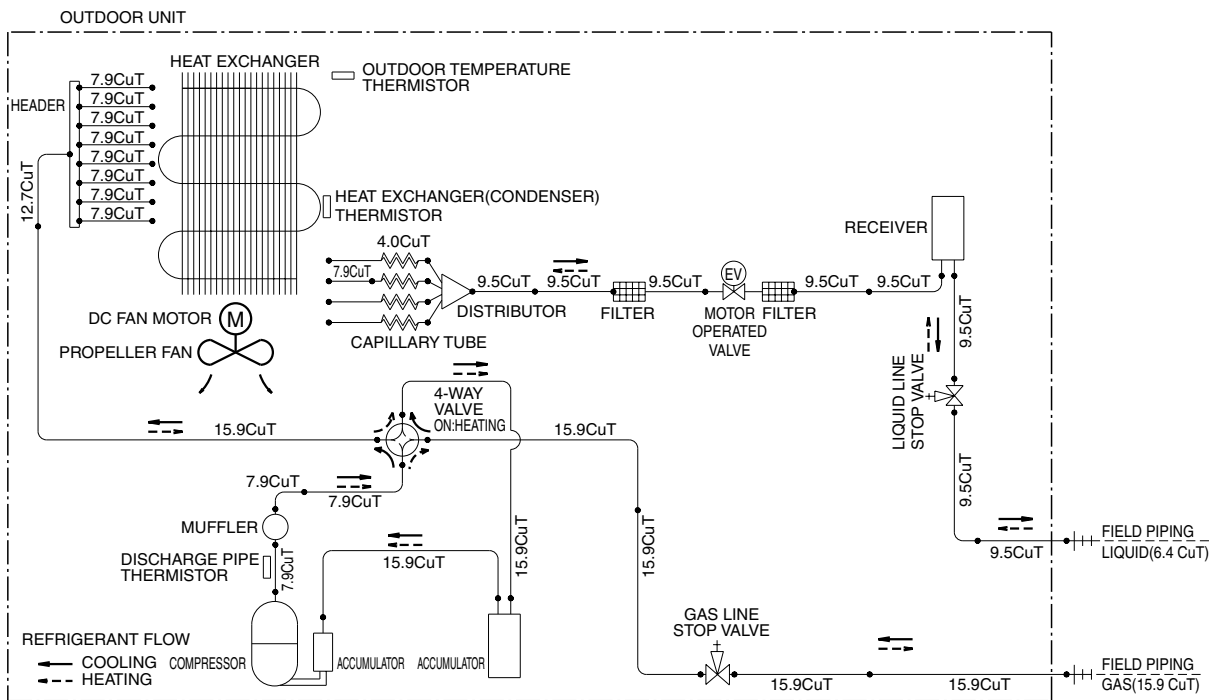 OUTDOOR UNIT
HEAT EXCHANGER
OUTDOOR TEMPERATURE
THERMISTOR
HEADER
7.9CuT
7.9CuT
7.9CuT
7.9CuT
7.9CuT
7.9CuT
7.9CuT
7.9CuT
12.7CuT
HEAT EXCHANGER(CONDENSER)
THERMISTOR
RECEIVER
4.0CuT
7.9CuT
9.5CuT
9.5CuT
9.5CuT
EV
9.5CuT
9.5CuT
DISTRIBUTOR
FILTER
MOTOR
OPERATED
VALVE
FILTER
CAPILLARY TUBE
DC FAN MOTOR
M
PROPELLER FAN
9.5CuT
LIQUID LINE
STOP VALVE
9.5CuT
4-WAY
VALVE
ON:HEATING
15.9CuT
15.9CuT
7.9CuT
7.9CuT
MUFFLER
DISCHARGE PIPE
THERMISTOR
7.9CuT
15.9CuT
15.9CuT
15.9CuT
9.5CuT
FIELD PIPING
LIQUID(6.4 CuT)
GAS LINE
STOP VALVE
REFRIGERANT FLOW
COOLING
HEATING
COMPRESSOR
ACCUMULATOR
ACCUMULATOR
15.9CuT
15.9CuT
FIELD PIPING
GAS(15.9 CuT)